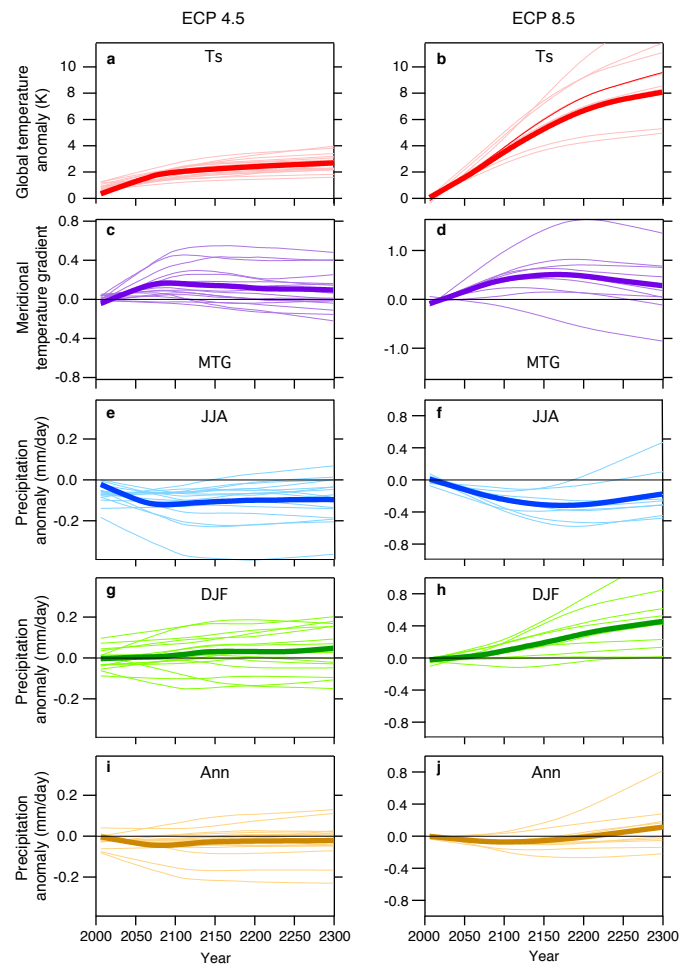 ECP 4.5
ECP 8.5
a
Ts
Global temperature
anomaly (K)
10
8
6
4
2
0
b
Ts
10
8
6
4
2
0
c
MTG
Meridional
temperature gradient
0.8
0.4
0.0
-0.4
-0.8
d
MTG
1.0
0.0
-1.0
e
JJA
Precipitation
anomaly (mm/day)
0.2
0.0
-0.2
f
JJA
0.8
0.4
0.0
-0.4
-0.8
g
DJF
Precipitation
anomaly (mm/day)
0.2
0.0
-0.2
h
DJF
0.8
0.4
0.0
-0.4
-0.8
i
Ann
Precipitation
anomaly (mm/day)
0.2
0.0
-0.2
2000 2050 2100 2150 2200 2250 2300
Year
j
Ann
0.8
0.4
0.0
-0.4
-0.8
2000 2050 2100 2150 2200 2250 2300
Year